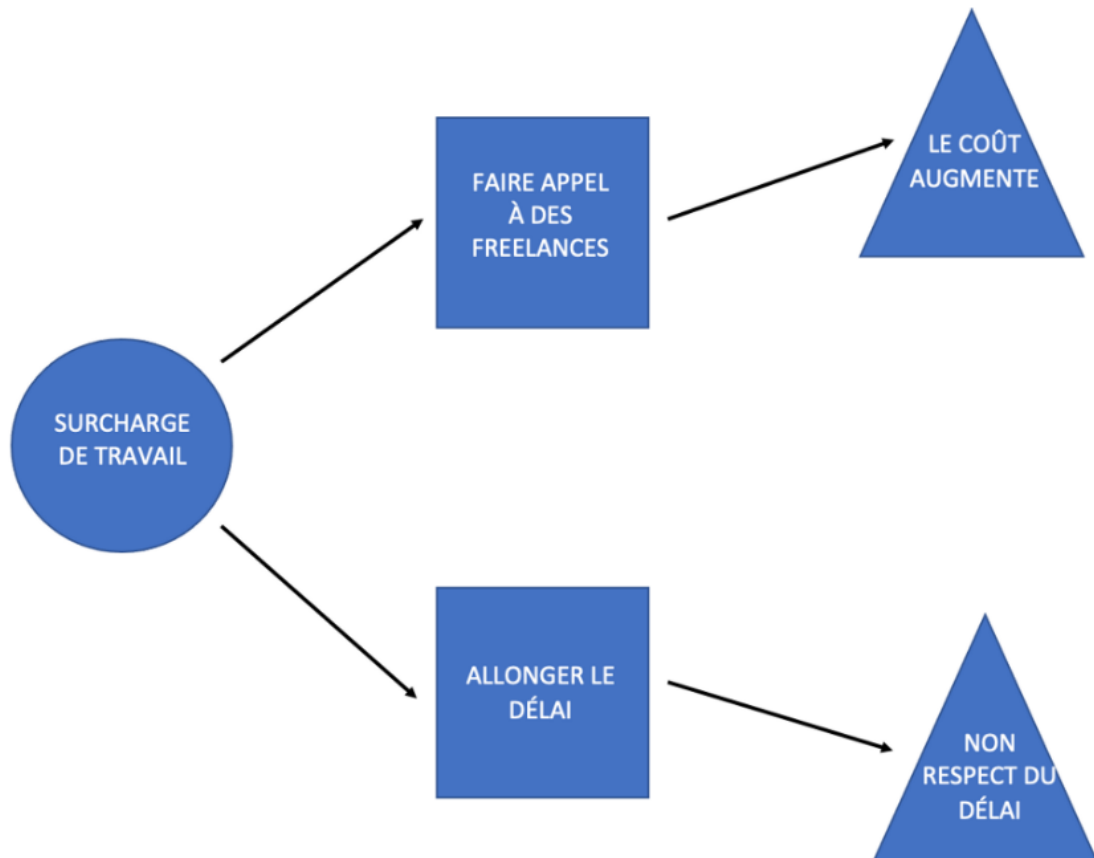 LE COÛT
AUGMENTE
FAIRE APPEL
À DES
FREELANCES
SURCHARGE
DE TRAVAIL
ALLONGER LE
DÉLAI
NON
RESPECT DU
DÉLAI